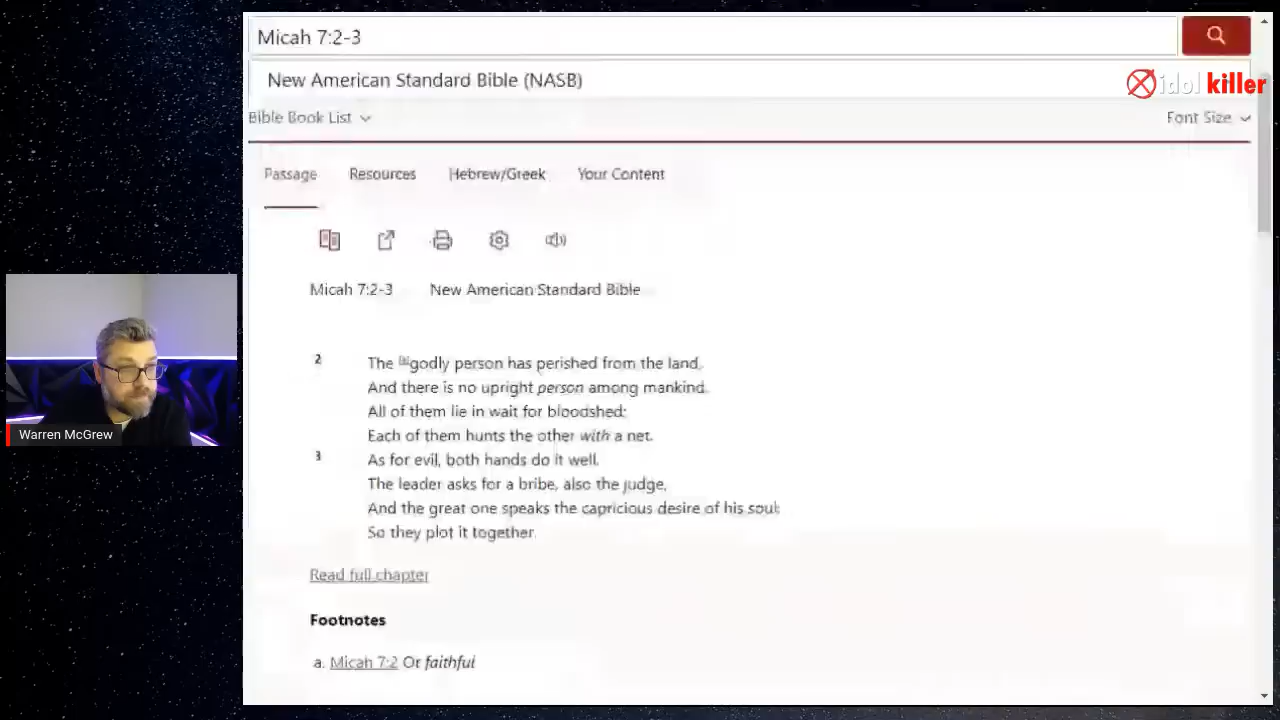 Micah 7:2-3
New American Standard Bible (NASB)
idol killer
Bible Book List
Font Size
Passage Resources Hebrew/Greek Your Content
Micah 7:2-3 New American Standard Bible
2 The [a]godly person has perished from the land,
And there is no upright person among mankind.
All of them lie in wait for bloodshed;
Each of them hunts the other with a net.
3 As for evil, both hands do it well.
The leader asks for a bribe, also the judge,
And the great one speaks the capricious desire of his soul;
So they plot it together.
Read full chapter
Footnotes
a. Micah 7:2 Or faithful
Warren McGrew